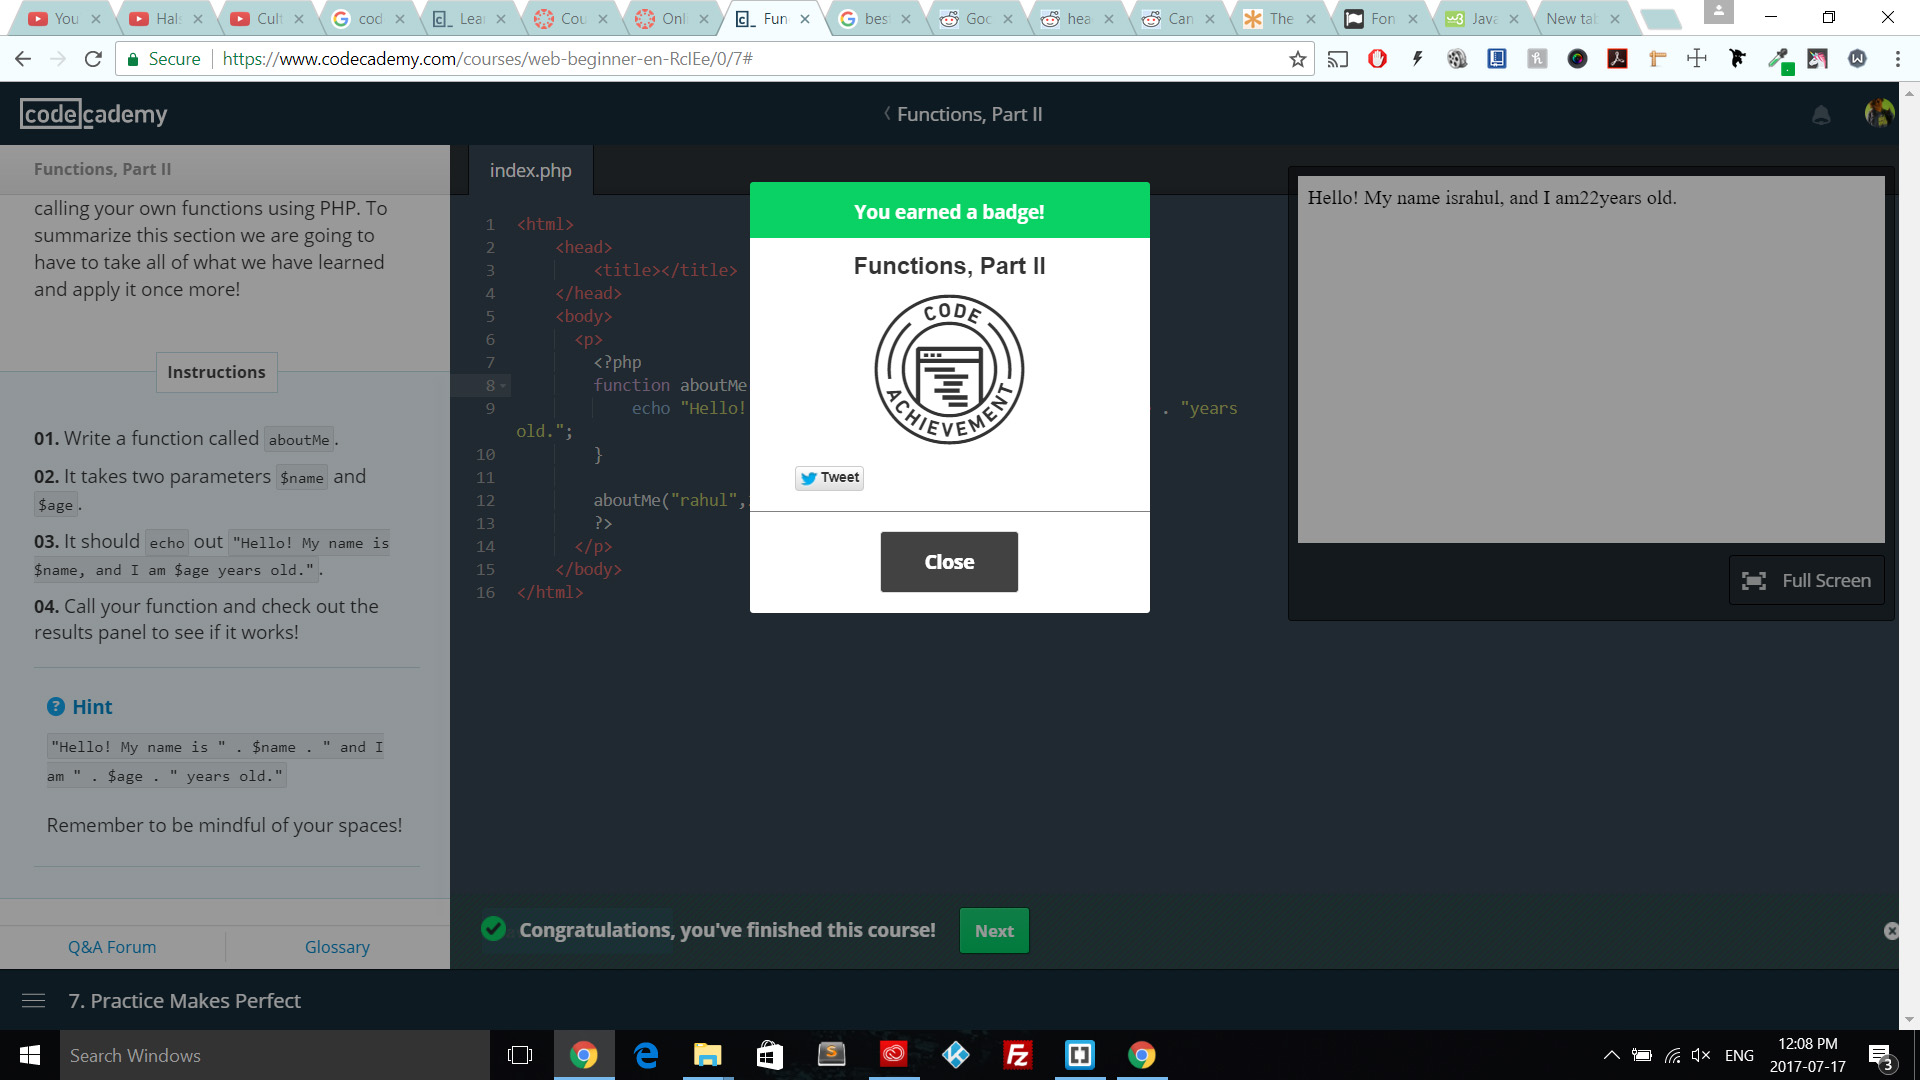 You
Hals
Cult
cod
Lear
Cou
Onli
Fun
best
Goo
hea
Can
The
Fon
Java
New tab
Secure
https://www.codecademy.com/courses/web-beginner-en-RclEe/0/7#
codecademy
Functions, Part II
Functions, Part II
calling your own functions using PHP. To
summarize this section we are going to
have to take all of what we have learned
and apply it once more!
Instructions
01. Write a function called aboutMe.
02. It takes two parameters $name and
$age.
03. It should echo out "Hello! My name is
$name, and I am $age years old.".
04. Call your function and check out the
results panel to see if it works!
Hint
"Hello! My name is " . $name . " and I
am " . $age . " years old."
Remember to be mindful of your spaces!
Q&A Forum
Glossary
index.php
1 <html>
2 <head>
3 <title></title>
4 </head>
5 <body>
6 <p>
7 <?php
8 function aboutMe
9 echo "Hello! . "years
old.";
10 }
11
12 aboutMe("rahul",
13 ?>
14 </p>
15 </body>
16 </html>
You earned a badge!
Functions, Part II
CODE
ACHIEVEMENT
Tweet
Close
Hello! My name israhul, and I am22years old.
Full Screen
Congratulations, you've finished this course!
Next
7. Practice Makes Perfect
Search Windows
ENG
12:08 PM
2017-07-17
3